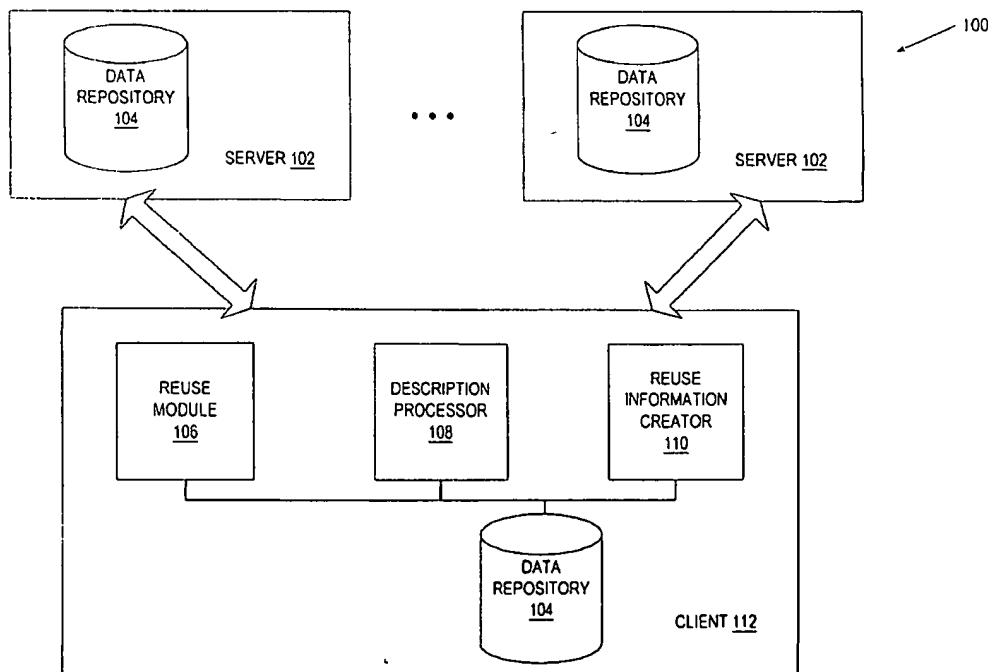 100
DATA
REPOSITORY
104
SERVER 102
...
DATA
REPOSITORY
104
SERVER 102
REUSE
MODULE
106
DESCRIPTION
PROCESSOR
108
REUSE
INFORMATION
CREATOR
110
DATA
REPOSITORY
104
CLIENT 112